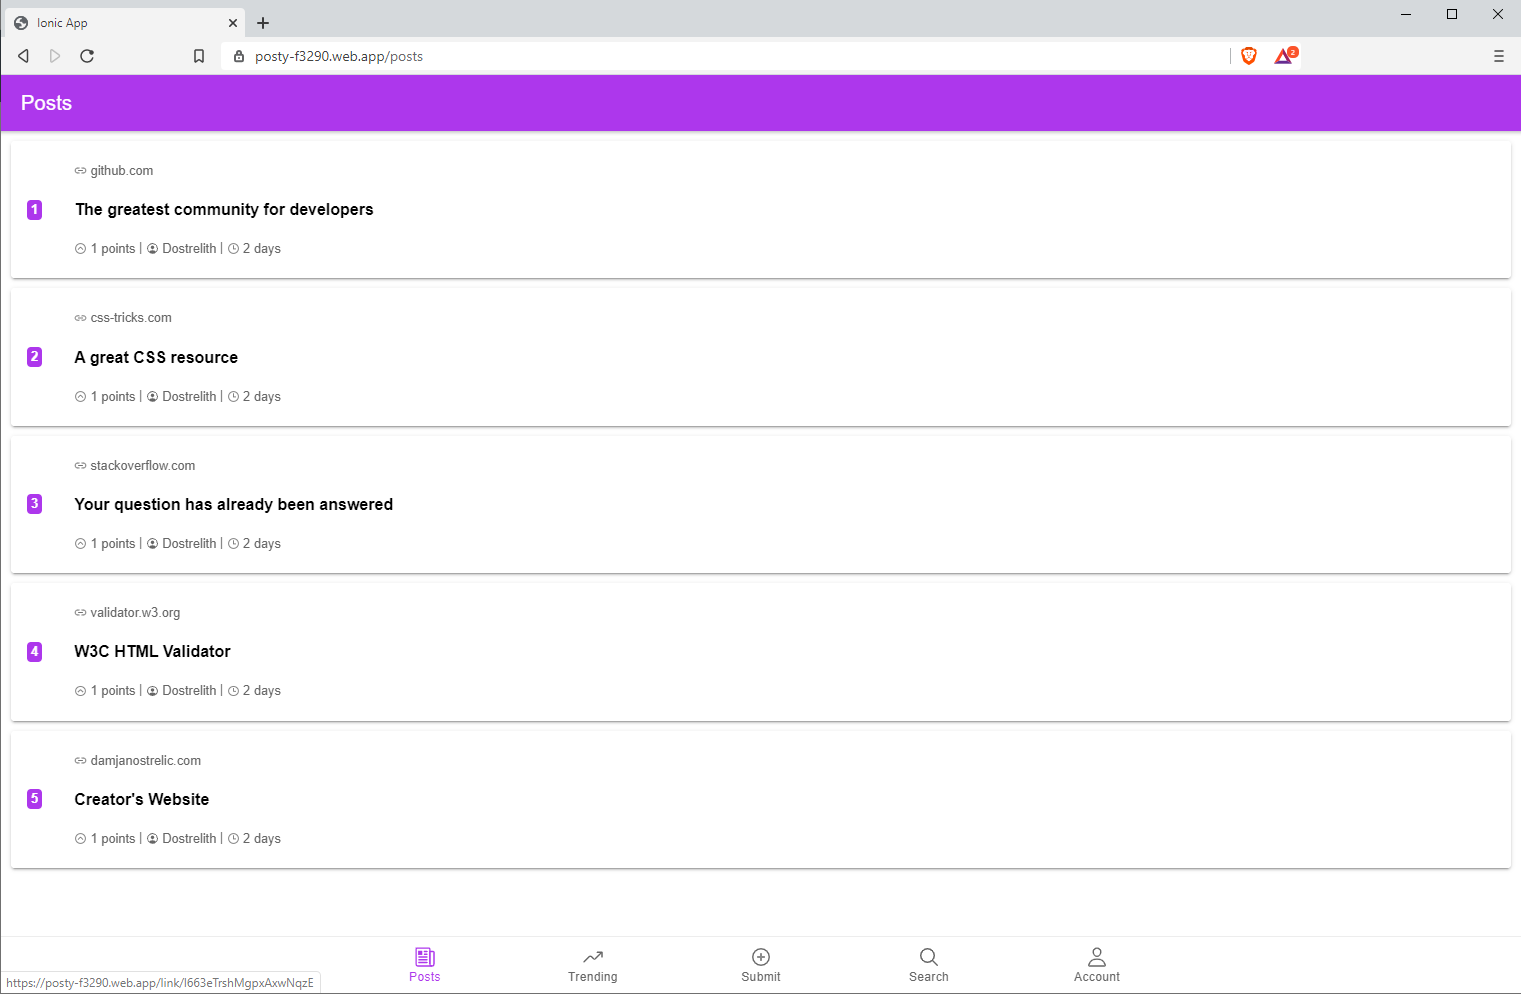 Ionic App
posty-f3290.web.app/posts
2
Posts
github.com
1
The greatest community for developers
1 points | Dostrelith | 2 days
css-tricks.com
2
A great CSS resource
1 points | Dostrelith | 2 days
stackoverflow.com
3
Your question has already been answered
1 points | Dostrelith | 2 days
validator.w3.org
4
W3C HTML Validator
1 points | Dostrelith | 2 days
damjanostrelic.com
5
Creator's Website
1 points | Dostrelith | 2 days
Posts
Trending
Submit
Search
Account
https://posty-f3290.web.app/link/l663eTrshMgpxAxwNqzE